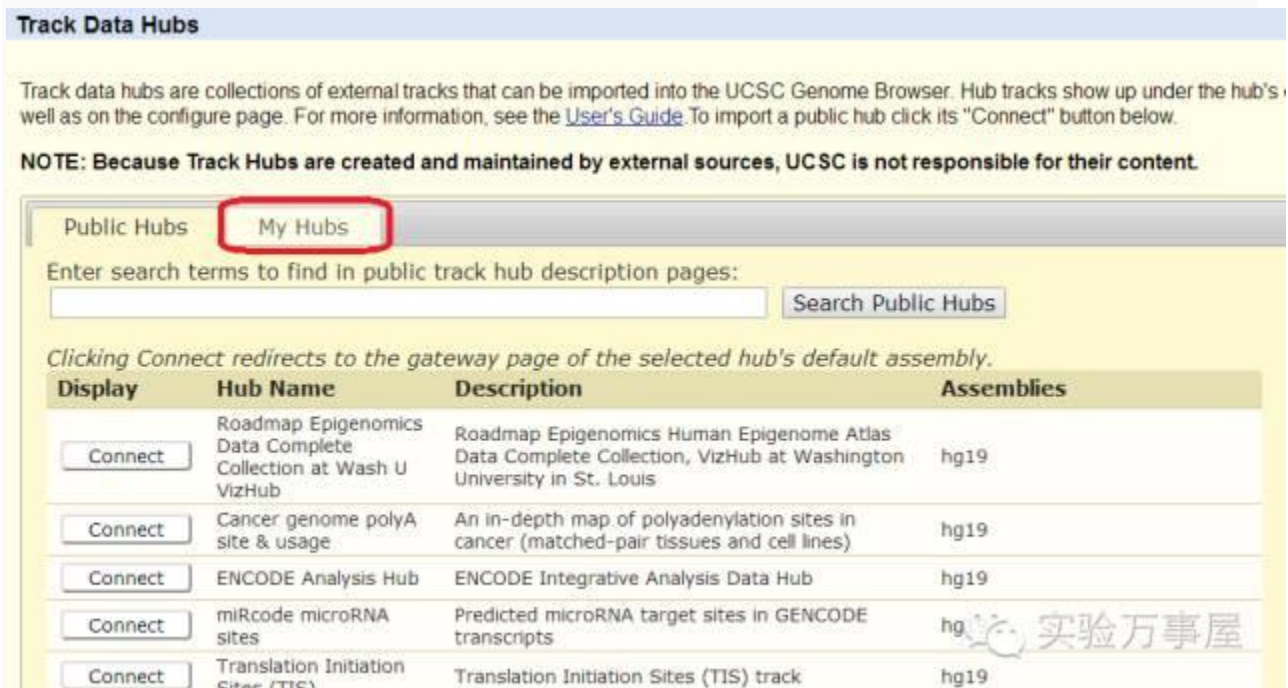 Track Data Hubs
Track data hubs are collections of external tracks that can be imported into the UCSC Genome Browser. Hub tracks show up under the hub's
well as on the configure page. For more information, see the User's Guide.To import a public hub click its "Connect" button below.
NOTE: Because Track Hubs are created and maintained by external sources, UCSC is not responsible for their content.
Public Hubs My Hubs
Enter search terms to find in public track hub description pages:
Search Public Hubs
Clicking Connect redirects to the gateway page of the selected hub's default assembly.
Display Hub Name Description Assemblies
Connect
Roadmap Epigenomics
Data Complete
Collection at Wash U
VizHub
Roadmap Epigenomics Human Epigenome Atlas
Data Complete Collection, VizHub at Washington
University in St. Louis
hg19
Connect
Cancer genome polyA
site & usage
An in-depth map of polyadenylation sites in
cancer (matched-pair tissues and cell lines)
hg19
Connect ENCODE Analysis Hub ENCODE Integrative Analysis Data Hub hg19
Connect
miRcode microRNA
sites
Predicted microRNA target sites in GENCODE
transcripts
hg
实验万事屋
Connect
Translation Initiation
Sites (TIS)
Translation Initiation Sites (TIS) track
hg19